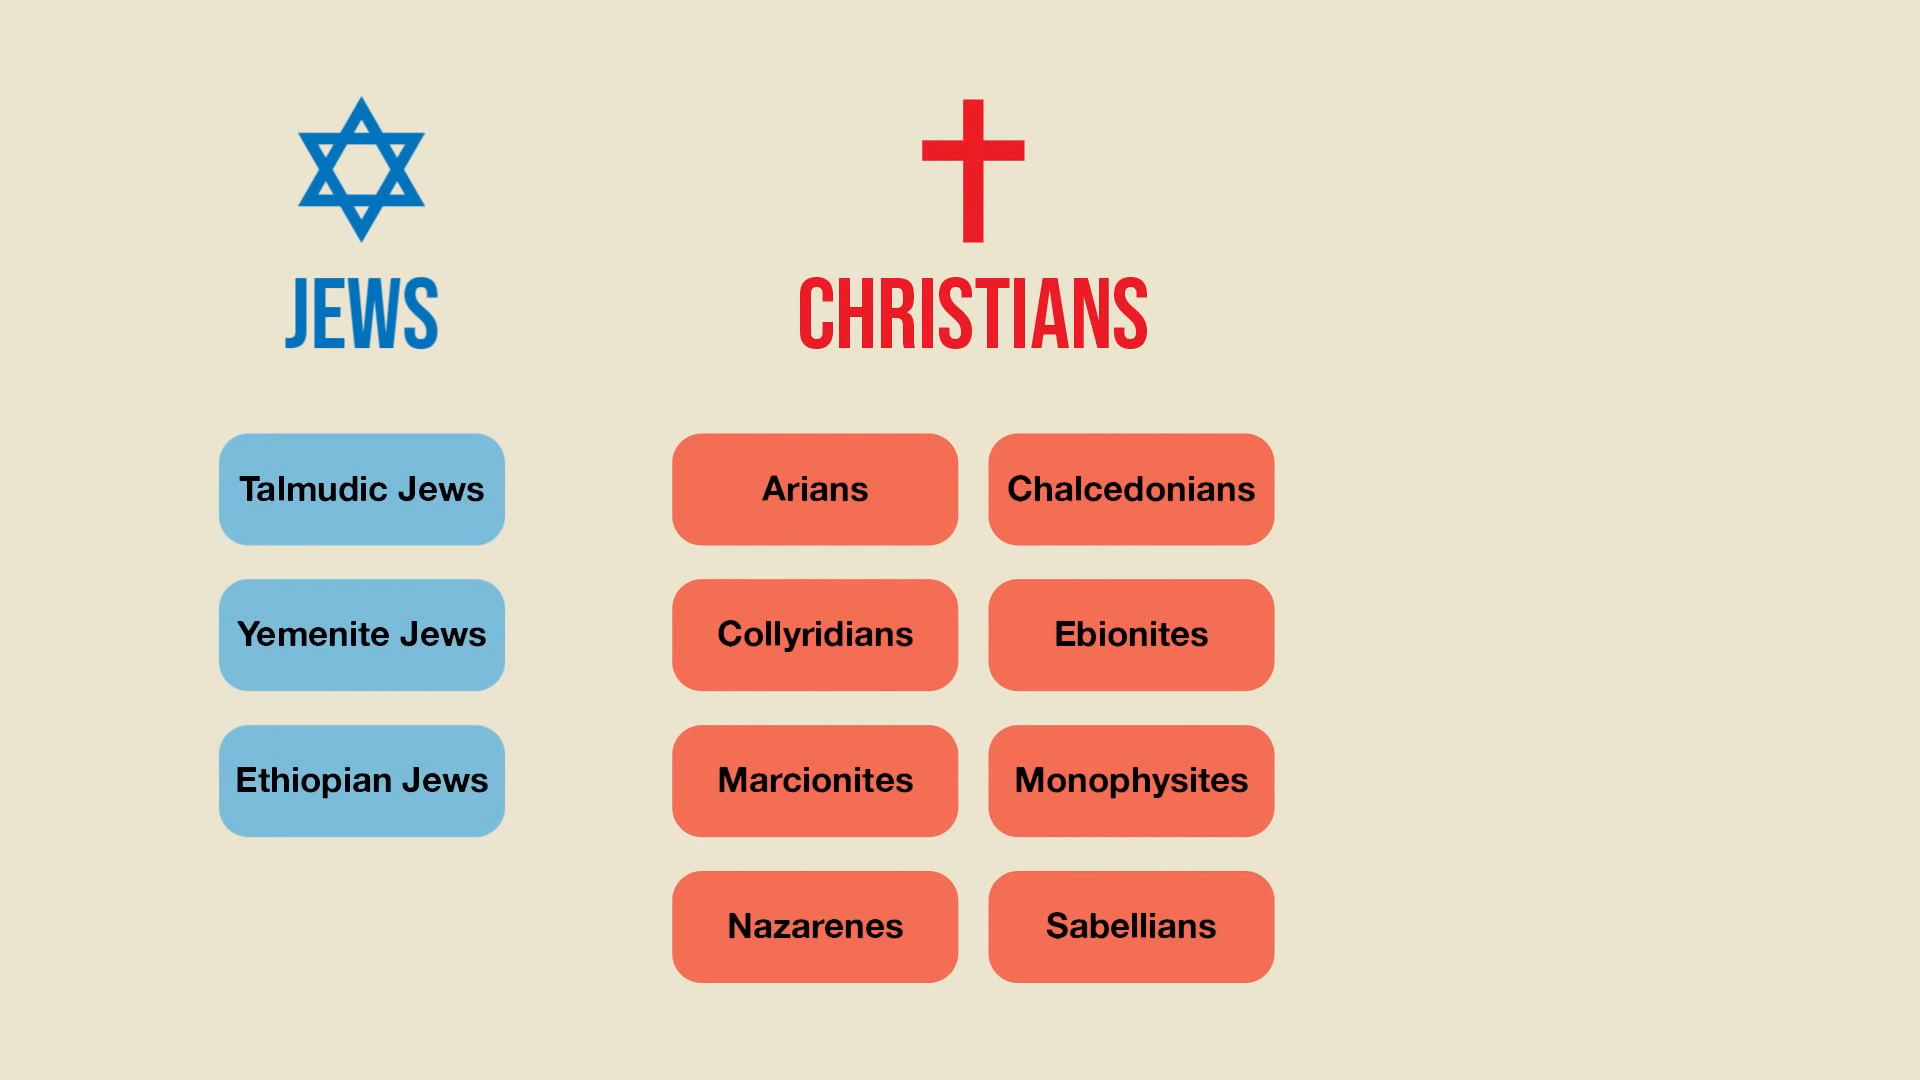 JEWS
CHRISTIANS
Talmudic Jews
Yemenite Jews
Ethiopian Jews
Arians
Chalcedonians
Collyridians
Ebionites
Marcionites
Monophysites
Nazarenes
Sabellians